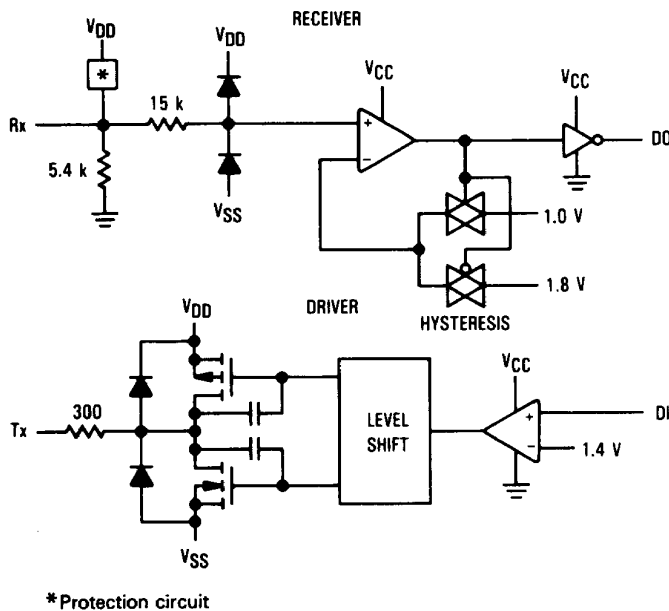 RECEIVER
VDD
*
VDD
VCC
VCC
15 k
Rx
+
−
DO
5.4 k
VSS
1.0 V
1.8 V
HYSTERESIS
DRIVER
VDD
VCC
300
Tx
LEVEL
SHIFT
+
−
DI
1.4 V
VSS
*Protection circuit